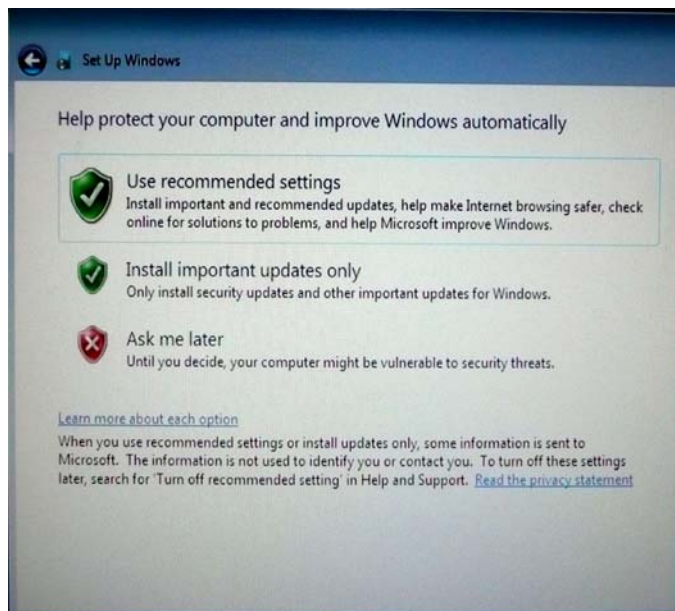 Set Up Windows
Help protect your computer and improve Windows automatically
Use recommended settings
Install important and recommended updates, help make Internet browsing safer, check
online for solutions to problems, and help Microsoft improve Windows.
Install important updates only
Only install security updates and other important updates for Windows.
Ask me later
Until you decide, your computer might be vulnerable to security threats.
Learn more about each option
When you use recommended settings or install updates only, some information is sent to
Microsoft. The information is not used to identify you or contact you. To turn off these settings
later, search for 'Turn off recommended setting' in Help and Support. Read the privacy statement